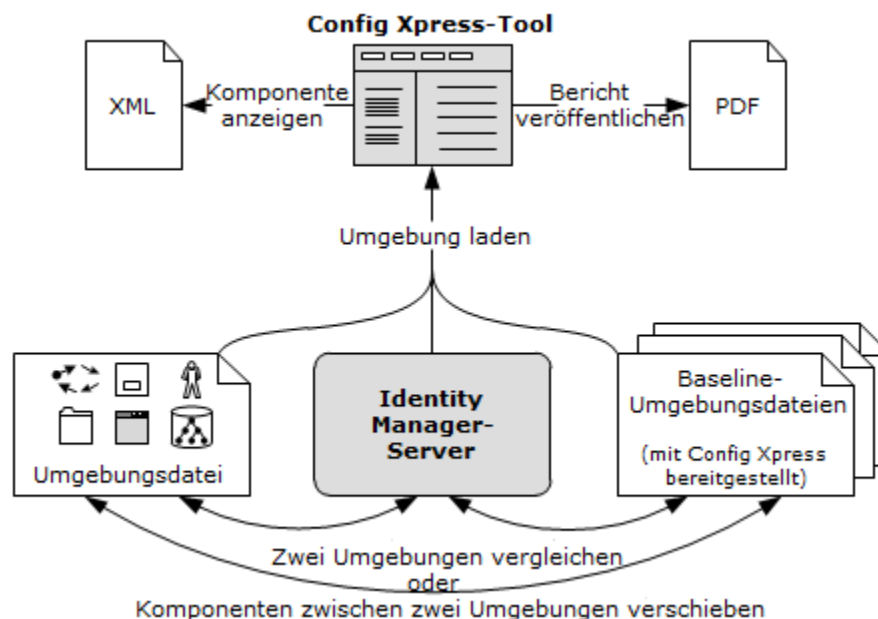 Config Xpress-Tool
XML
Komponente
anzeigen
Bericht
veröffentlichen
PDF
Umgebung laden
Umgebungsdatei
Identity
Manager-
Server
Baseline-
Umgebungsdateien
(mit Config Xpress
bereitgestellt)
Zwei Umgebungen vergleichen
oder
Komponenten zwischen zwei Umgebungen verschieben